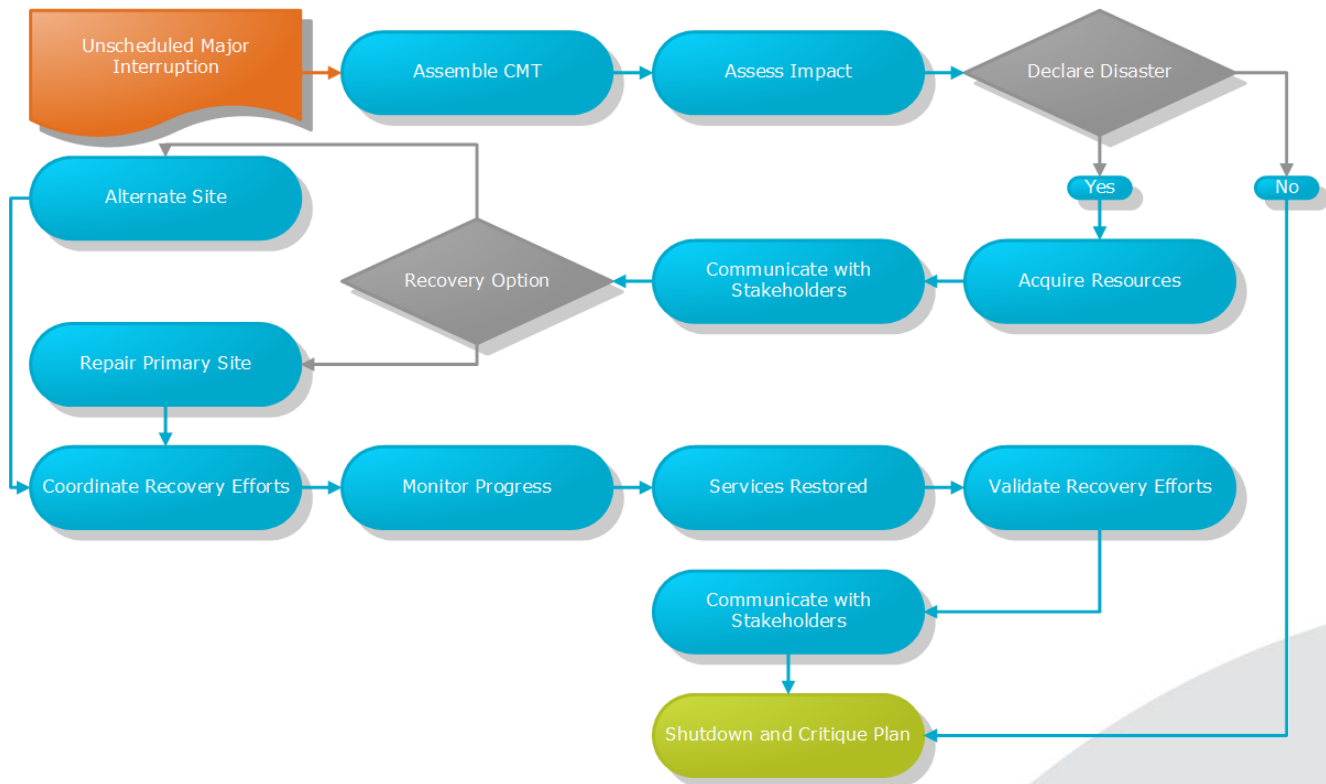 Unscheduled Major
Interruption
Assemble CMT
Assess Impact
Declare Disaster
Yes
No
Alternate Site
Recovery Option
Communicate with
Stakeholders
Acquire Resources
Repair Primary Site
Coordinate Recovery Efforts
Monitor Progress
Services Restored
Validate Recovery Efforts
Communicate with
Stakeholders
Shutdown and Critique Plan